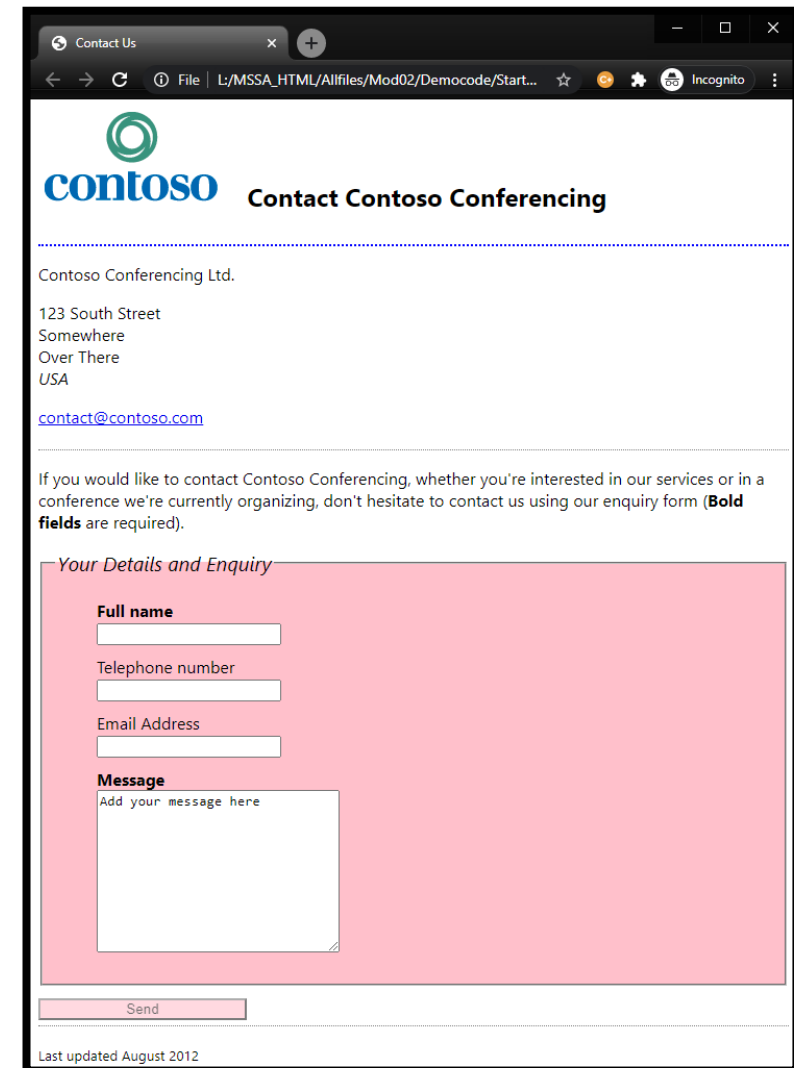 Contact Us
File | L:/MSSA_HTML/Allfiles/Mod02/Democode/Start...
Incognito
contoso
Contact Contoso Conferencing
Contoso Conferencing Ltd.
123 South Street
Somewhere
Over There
USA
contact@contoso.com
If you would like to contact Contoso Conferencing, whether you're interested in our services or in a
conference we're currently organizing, don't hesitate to contact us using our enquiry form (Bold
fields are required).
Your Details and Enquiry
Full name
Telephone number
Email Address
Message
Add your message here
Send
Last updated August 2012